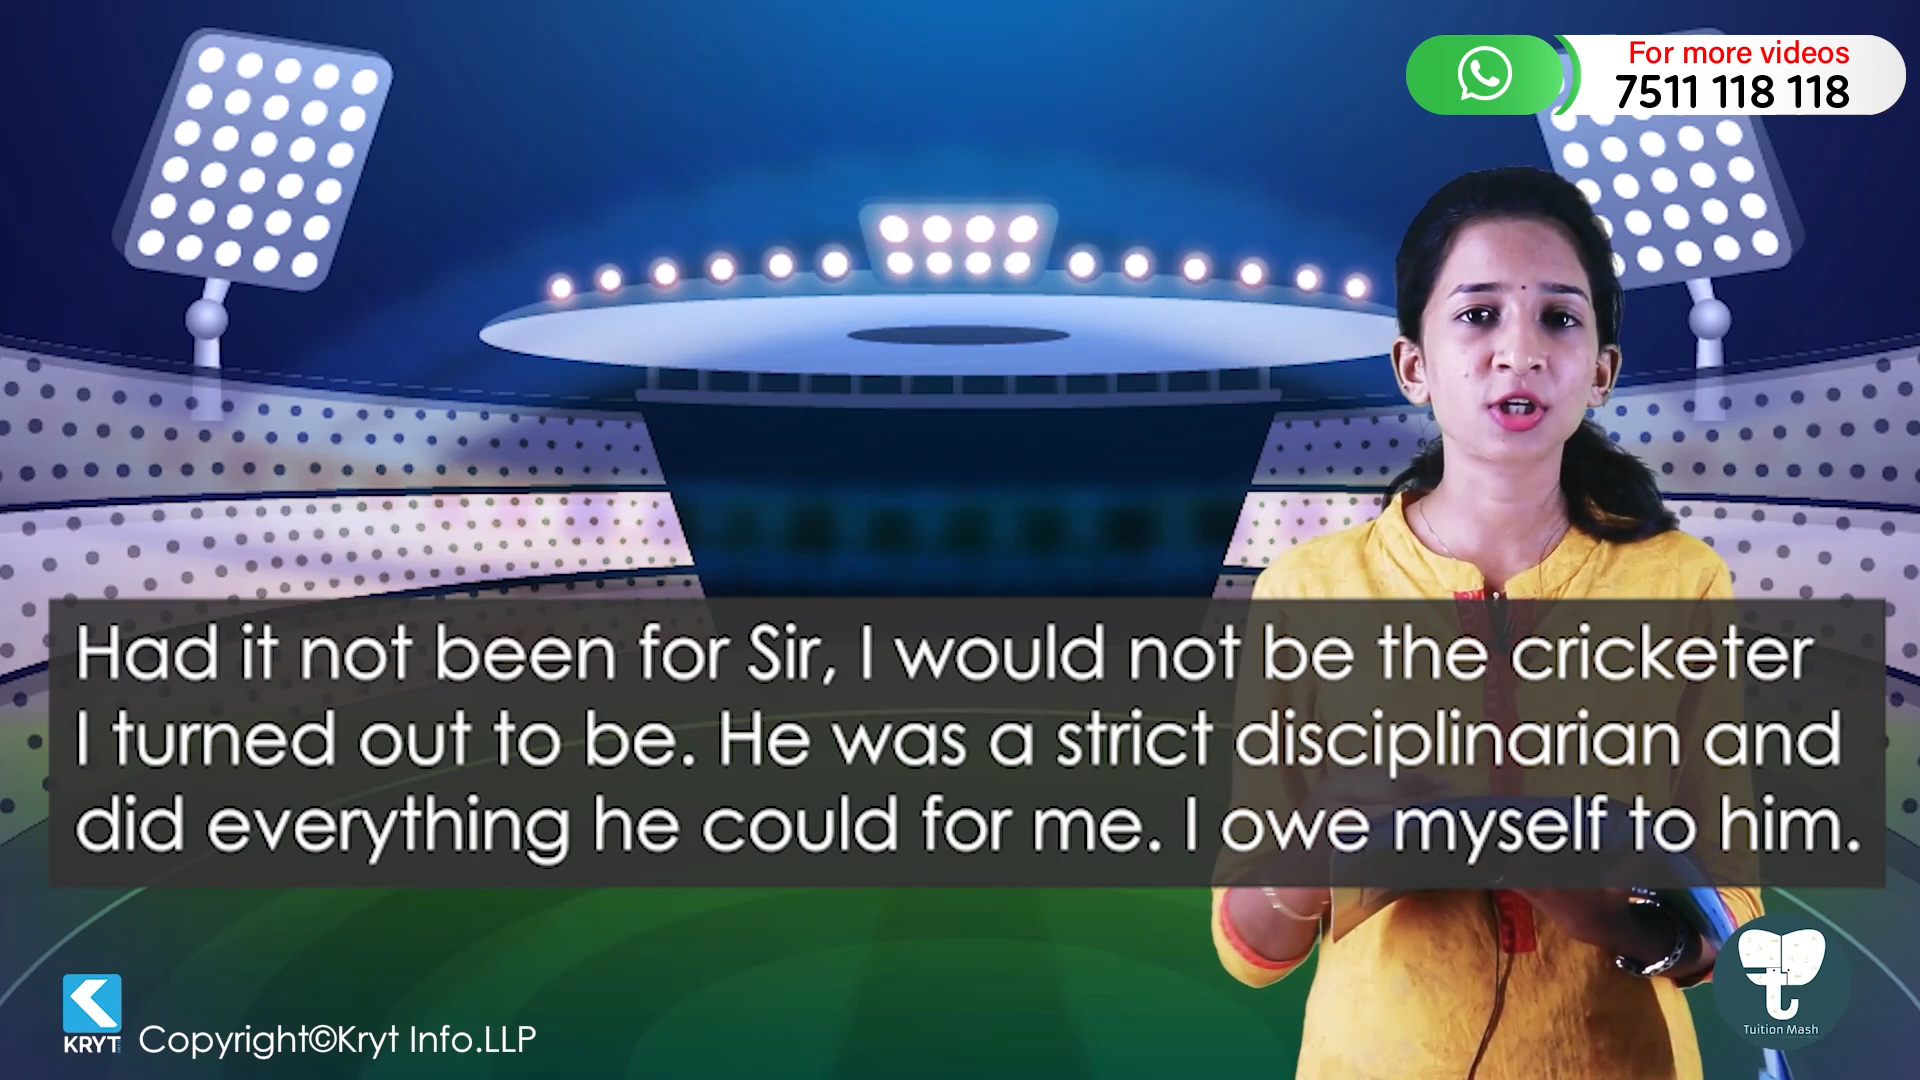 For more videos
7511 118 118
Had it not been for Sir, I would not be the cricketer
I turned out to be. He was a strict disciplinarian and
did everything he could for me. I owe myself to him.
KRYT
Copyright©Kryt Info.LLP
Tuition Mash